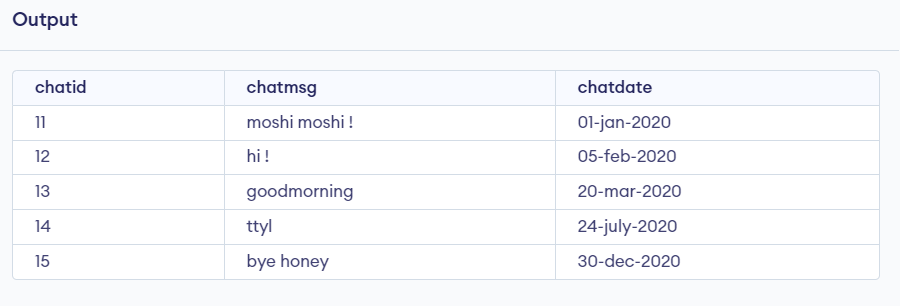 Output
chatid chatmsg chatdate
11 moshi moshi ! 01-jan-2020
12 hi ! 05-feb-2020
13 goodmorning 20-mar-2020
14 ttyl 24-july-2020
15 bye honey 30-dec-2020